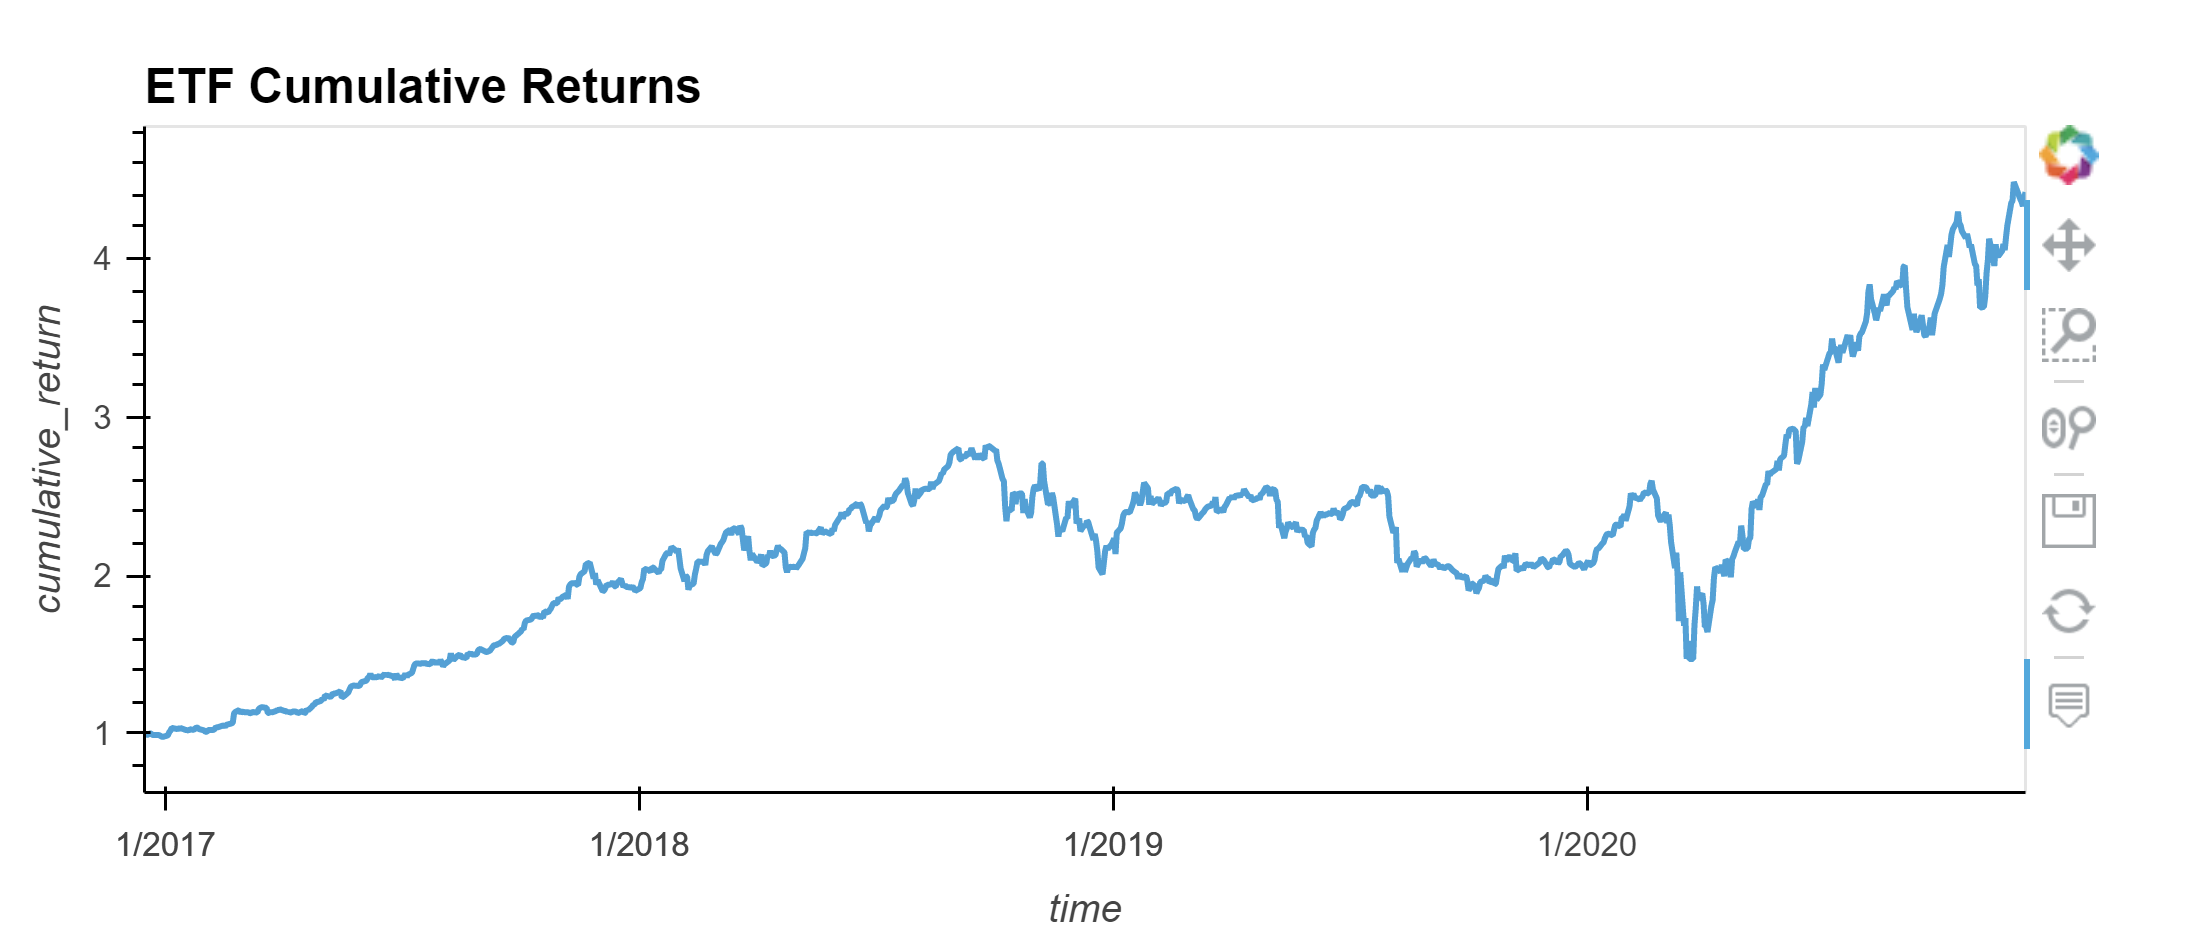 ETF Cumulative Returns
cumulative_return
4
3
2
1
1/2017 1/2018 1/2019 1/2020
time